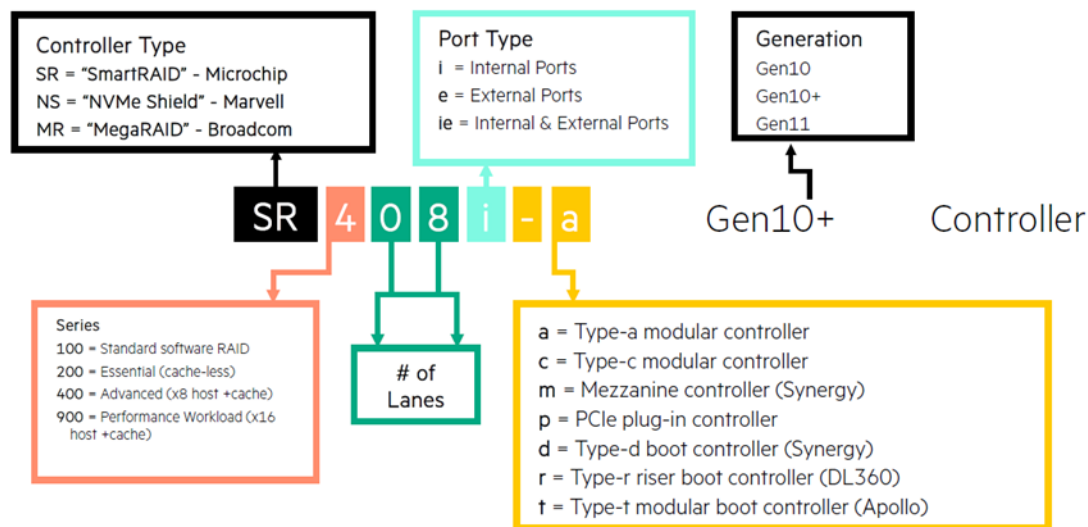 Controller Type
SR = “SmartRAID” - Microchip
NS = “NVMe Shield” - Marvell
MR = “MegaRAID” - Broadcom
Port Type
i = Internal Ports
e = External Ports
ie = Internal & External Ports
Generation
Gen10
Gen10+
Gen11
SR 4 0 8 i - a Gen10+ Controller
Series
100 = Standard software RAID
200 = Essential (cache-less)
400 = Advanced (x8 host +cache)
900 = Performance Workload (x16
host +cache)
# of
Lanes
a = Type-a modular controller
c = Type-c modular controller
m = Mezzanine controller (Synergy)
p = PCIe plug-in controller
d = Type-d boot controller (Synergy)
r = Type-r riser boot controller (DL360)
t = Type-t modular boot controller (Apollo)